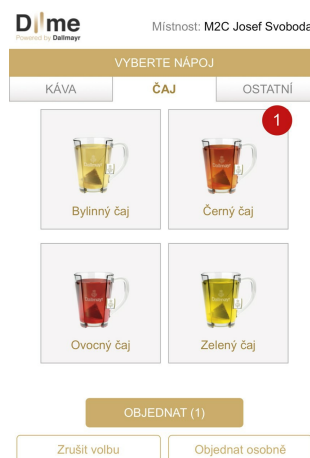 D me
Powered by Dallmayr
Místnost: M2C Josef Svoboda
VYBERTE NÁPOJ
KÁVA ČAJ OSTATNÍ
1
Bylinný čaj Černý čaj
Ovocný čaj Zelený čaj
OBJEDNAT (1)
Zrušit volbu Objednat osobně